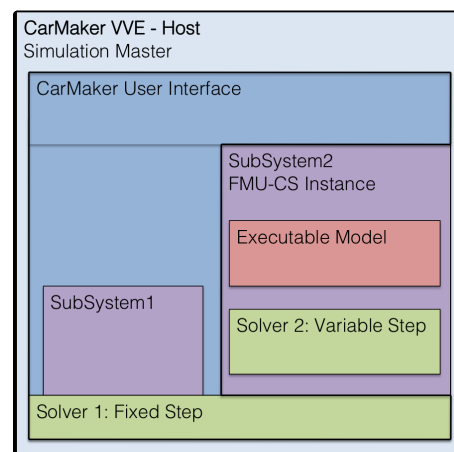 CarMaker VVE - Host
Simulation Master
CarMaker User Interface
SubSystem2
FMU-CS Instance
Executable Model
SubSystem1
Solver 2: Variable Step
Solver 1: Fixed Step